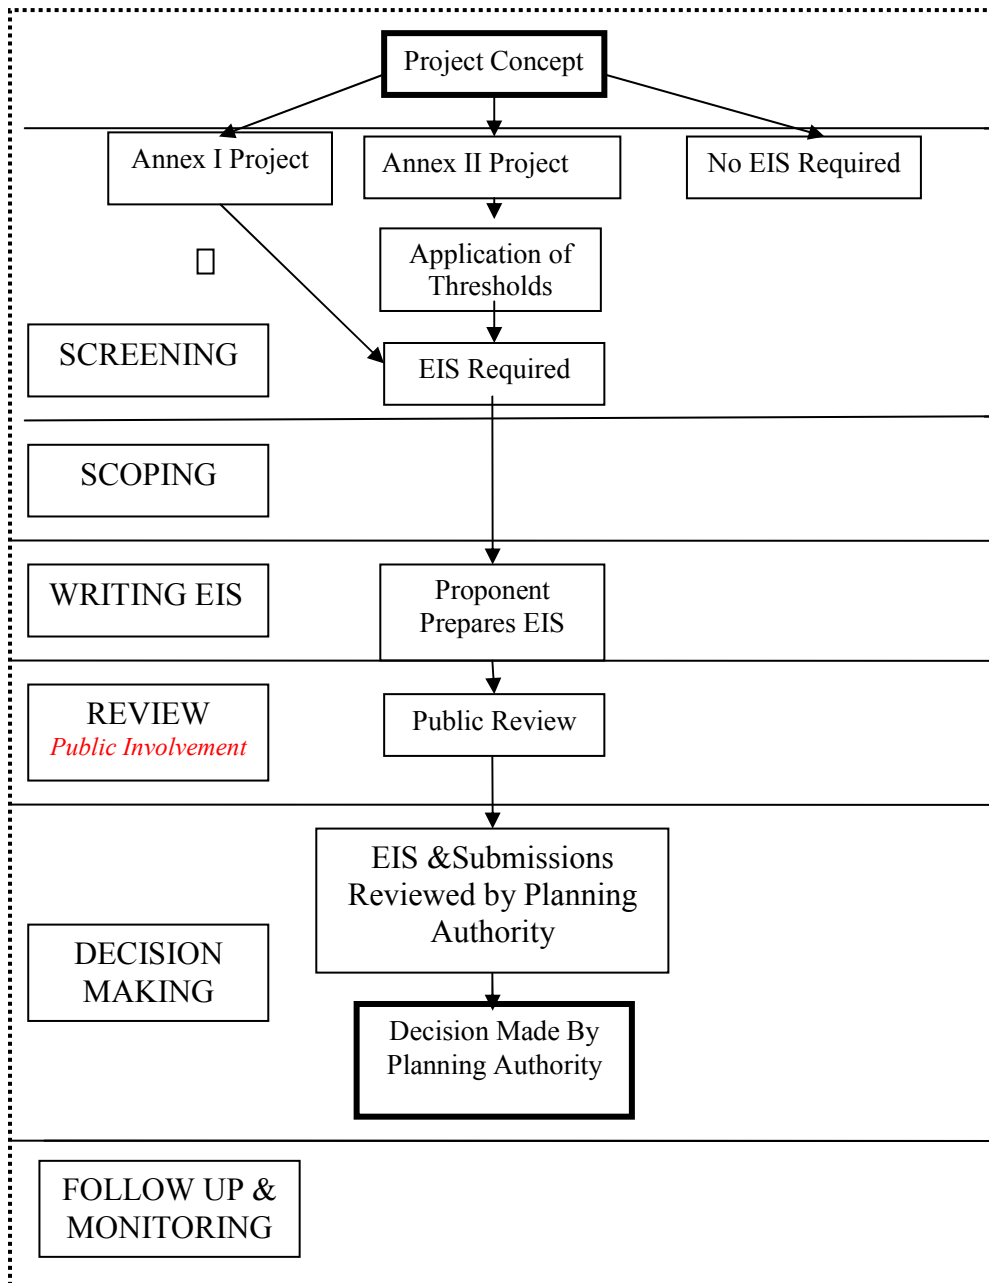 Project Concept
Annex I Project
Annex II Project
No EIS Required
Application of
Thresholds
SCREENING
EIS Required
SCOPING
WRITING EIS
Proponent
Prepares EIS
REVIEW
Public Involvement
Public Review
EIS &Submissions
Reviewed by Planning
Authority
DECISION
MAKING
Decision Made By
Planning Authority
FOLLOW UP &
MONITORING